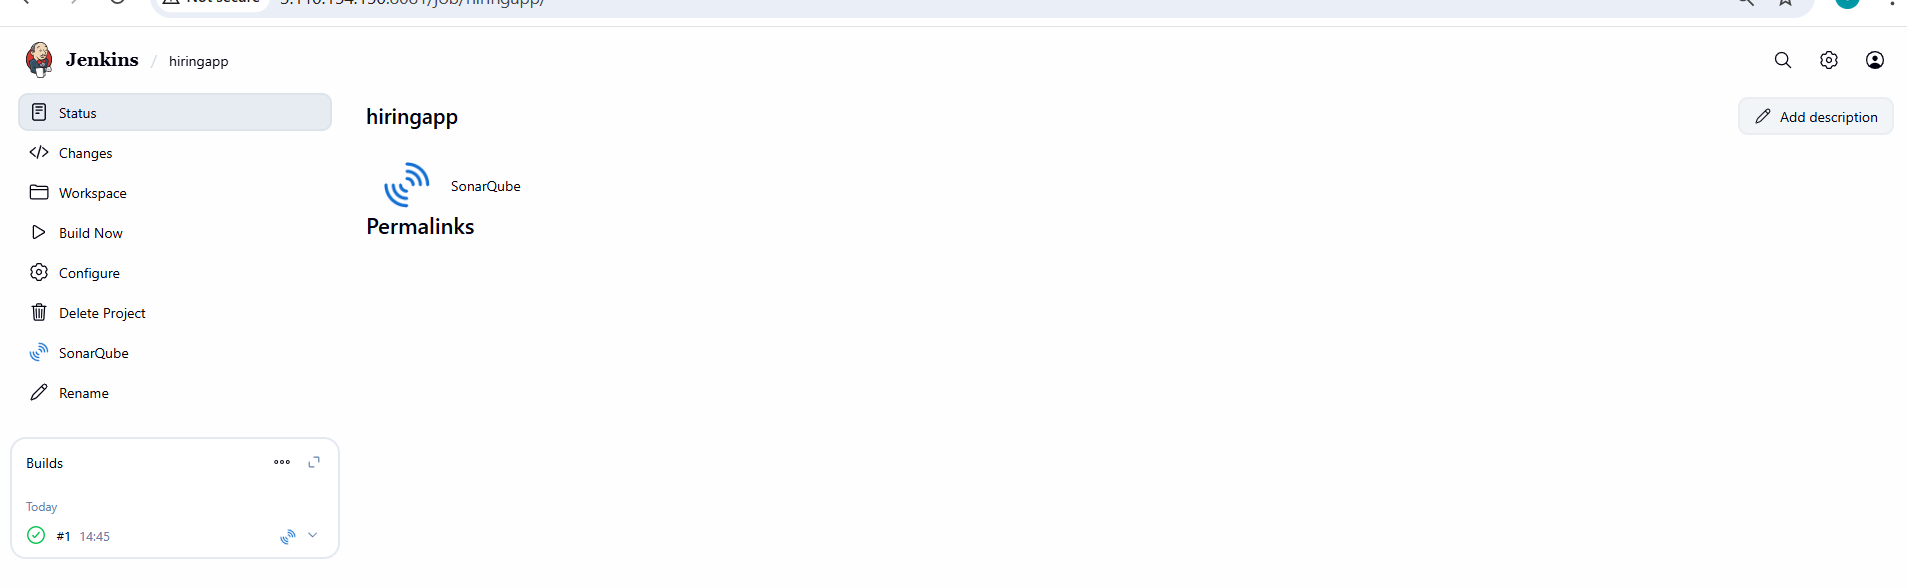 Jenkins / hiringapp
Status
Changes
Workspace
Build Now
Configure
Delete Project
SonarQube
Rename
Builds
Today
#1 14:45
hiringapp
Add description
SonarQube
Permalinks